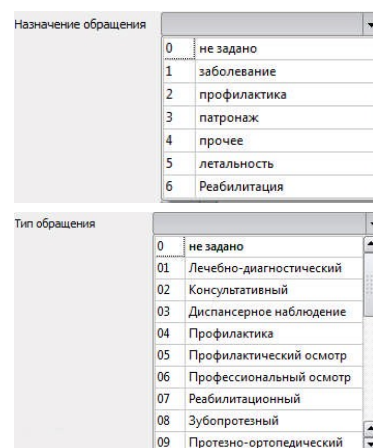 Назначение обращения
0 не задано
1 заболевание
2 профилактика
3 патронаж
4 прочее
5 летальность
6 Реабилитация
Тип обращения
0 не задано
01 Лечебно-диагностический
02 Консультативный
03 Диспансерное наблюдение
04 Профилактика
05 Профилактический осмотр
06 Профессиональный осмотр
07 Реабилитационный
08 Зубопротезный
09 Протезно-ортопедический